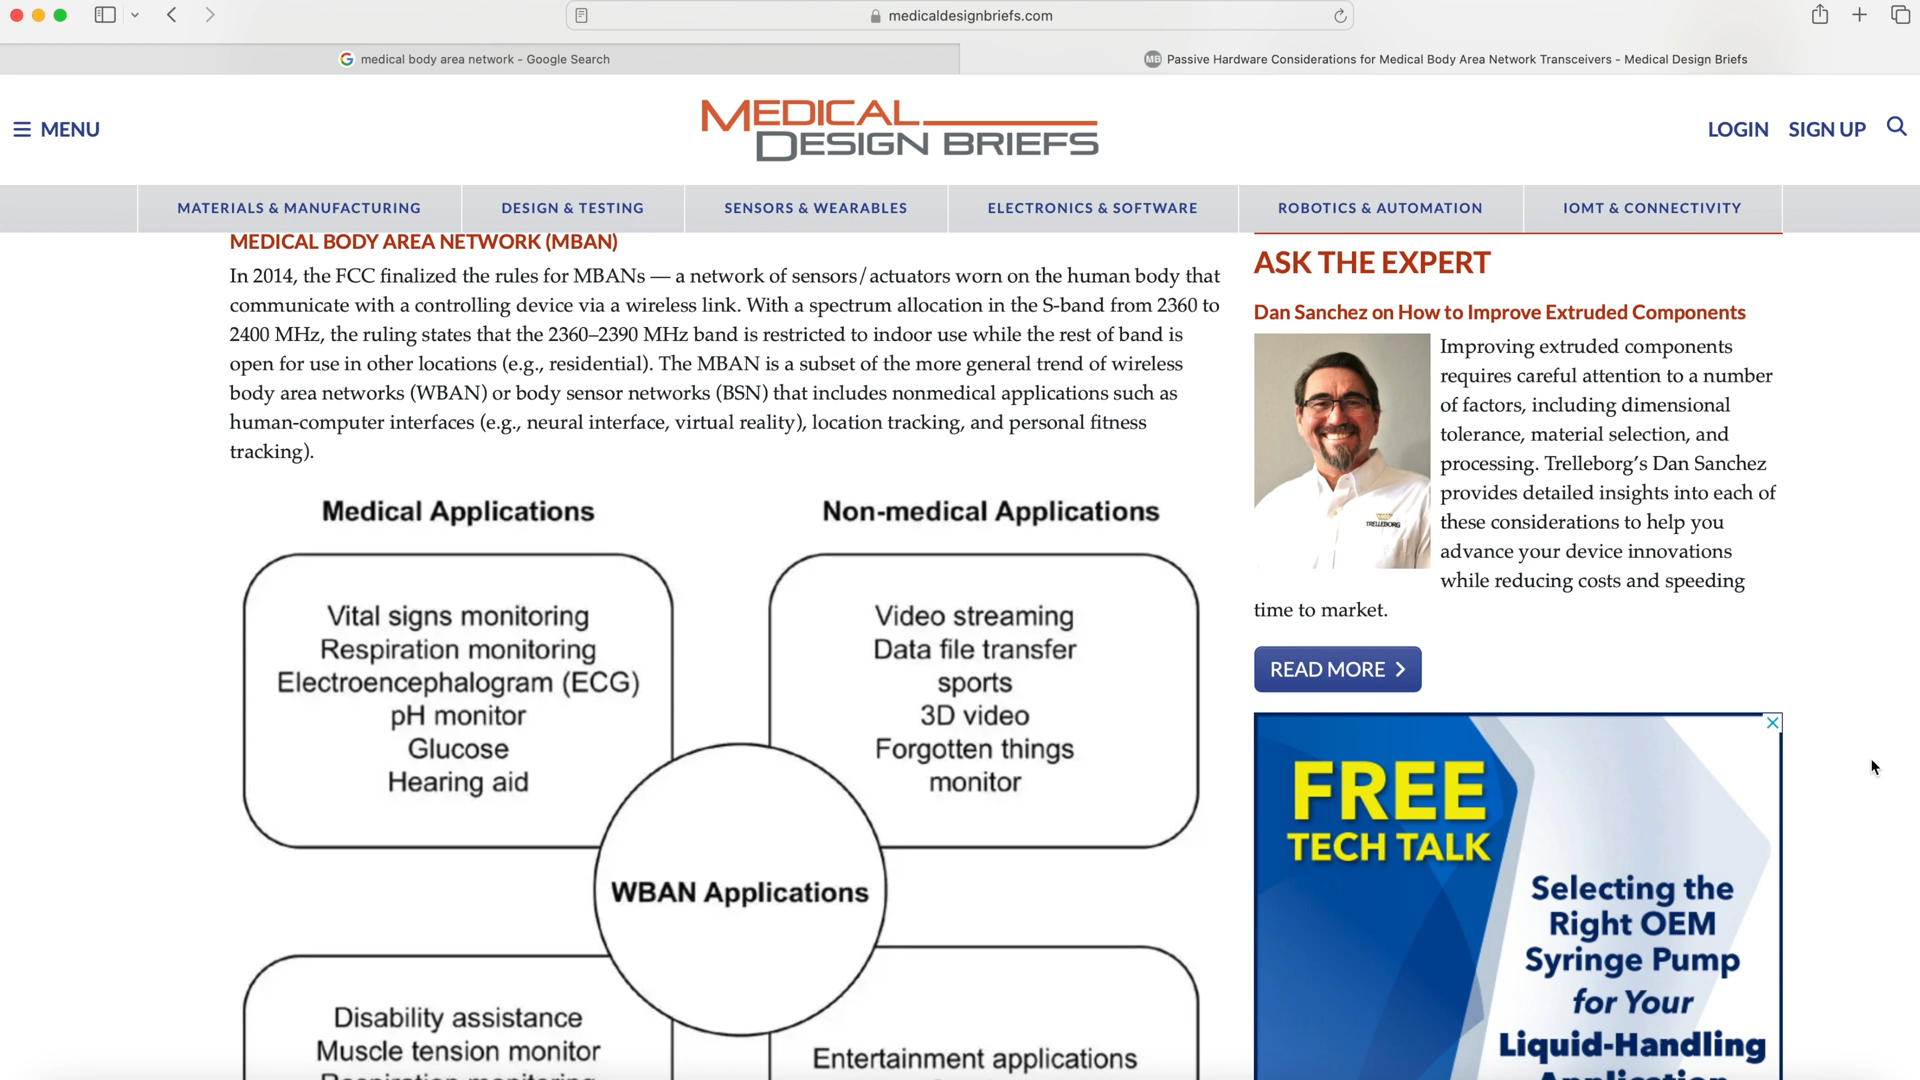 medicaldesignbriefs.com
medical body area network - Google Search
MB Passive Hardware Considerations for Medical Body Area Network Transceivers - Medical Design Briefs
MENU
MEDICAL
DESIGN BRIEFS
LOGIN SIGN UP
MATERIALS & MANUFACTURING DESIGN & TESTING SENSORS & WEARABLES ELECTRONICS & SOFTWARE ROBOTICS & AUTOMATION IOMT & CONNECTIVITY
MEDICAL BODY AREA NETWORK (MBAN)
In 2014, the FCC finalized the rules for MBANs — a network of sensors/actuators worn on the human body that
communicate with a controlling device via a wireless link. With a spectrum allocation in the S-band from 2360 to
2400 MHz, the ruling states that the 2360–2390 MHz band is restricted to indoor use while the rest of band is
open for use in other locations (e.g., residential). The MBAN is a subset of the more general trend of wireless
body area networks (WBAN) or body sensor networks (BSN) that includes nonmedical applications such as
human-computer interfaces (e.g., neural interface, virtual reality), location tracking, and personal fitness
tracking).
Medical Applications
Vital signs monitoring
Respiration monitoring
Electroencephalogram (ECG)
pH monitor
Glucose
Hearing aid
Non-medical Applications
Video streaming
Data file transfer
sports
3D video
Forgotten things
monitor
WBAN Applications
Disability assistance
Muscle tension monitor
Respiration monitoring
Entertainment applications
ASK THE EXPERT
Dan Sanchez on How to Improve Extruded Components
TRELLEBORG
Improving extruded components
requires careful attention to a number
of factors, including dimensional
tolerance, material selection, and
processing. Trelleborg's Dan Sanchez
provides detailed insights into each of
these considerations to help you
advance your device innovations
while reducing costs and speeding
time to market.
READ MORE
FREE
TECH TALK
Selecting the
Right OEM
Syringe Pump
for Your
Liquid-Handling
Application